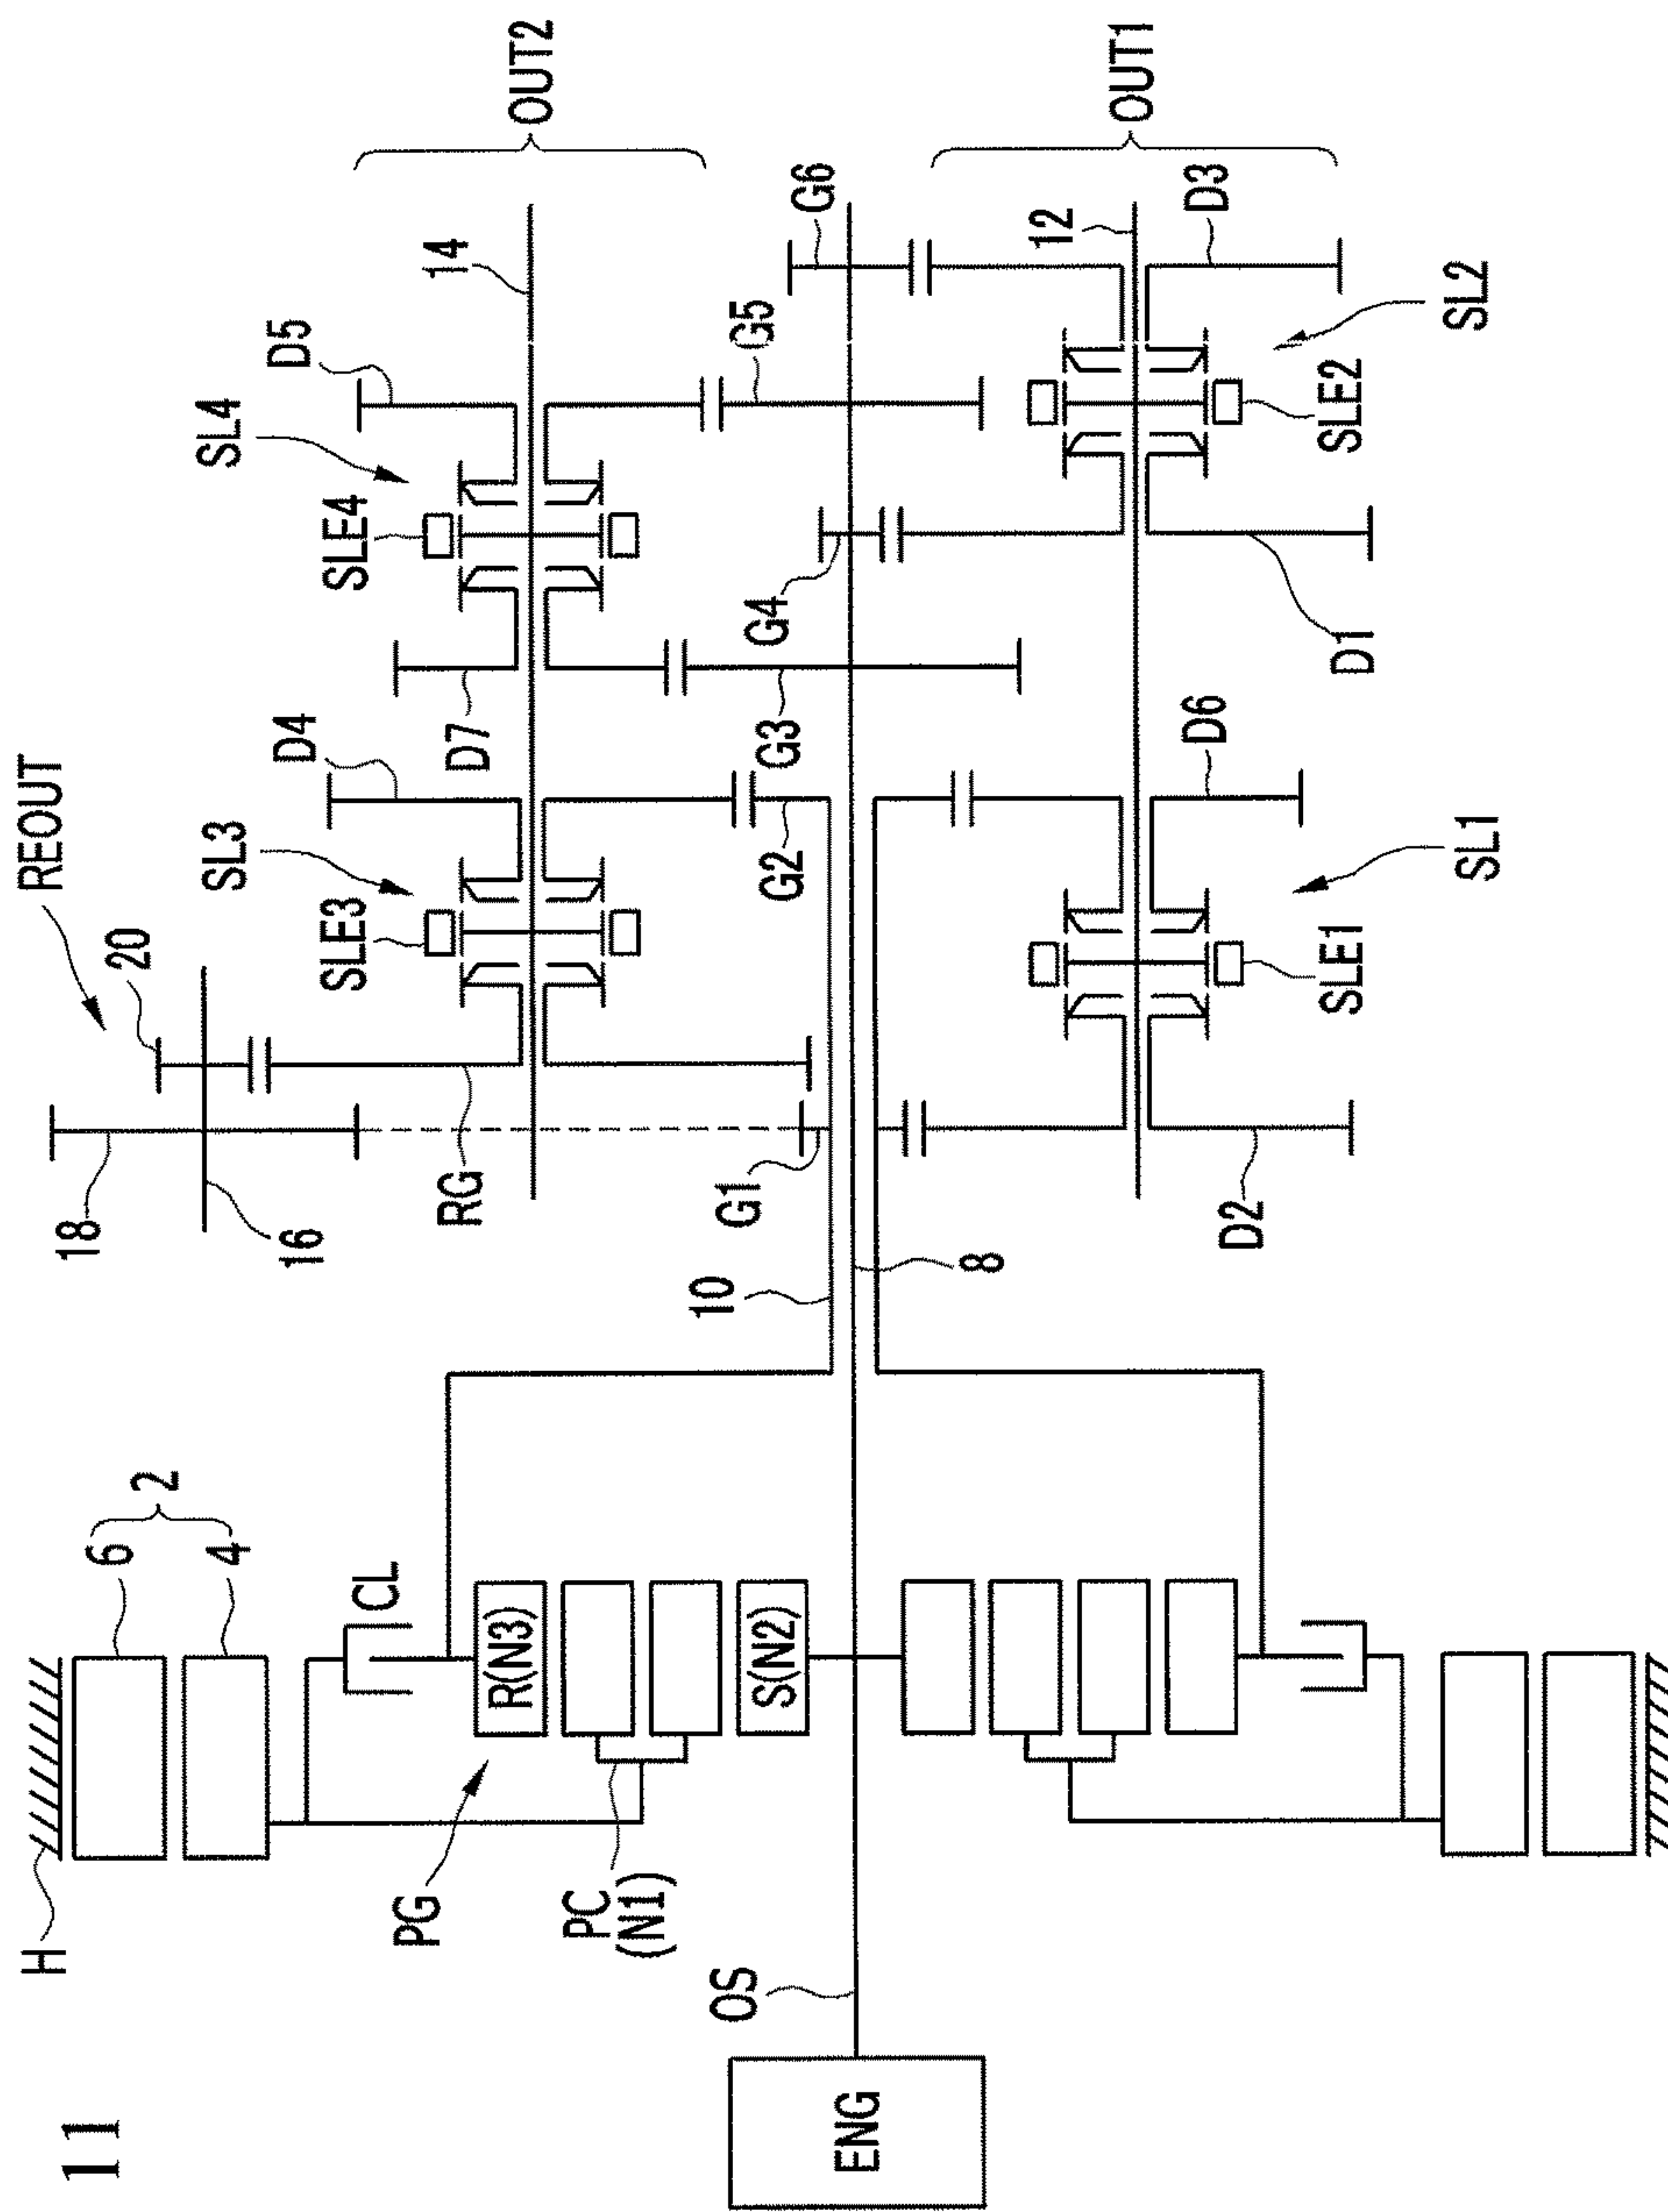 11
REOUT
18
20
16
RG
SL3
SLE3
D4
D7
SL4
SLE4
D5
14
OUT2
G1
G2
G3
G4
G5
G6
10
8
12
D3
OUT1
SL2
SLE2
D1
D6
SL1
SLE1
D2
2
6
4
CL
H
R(N3)
S(N2)
PG
PC
(N1)
OS
ENG